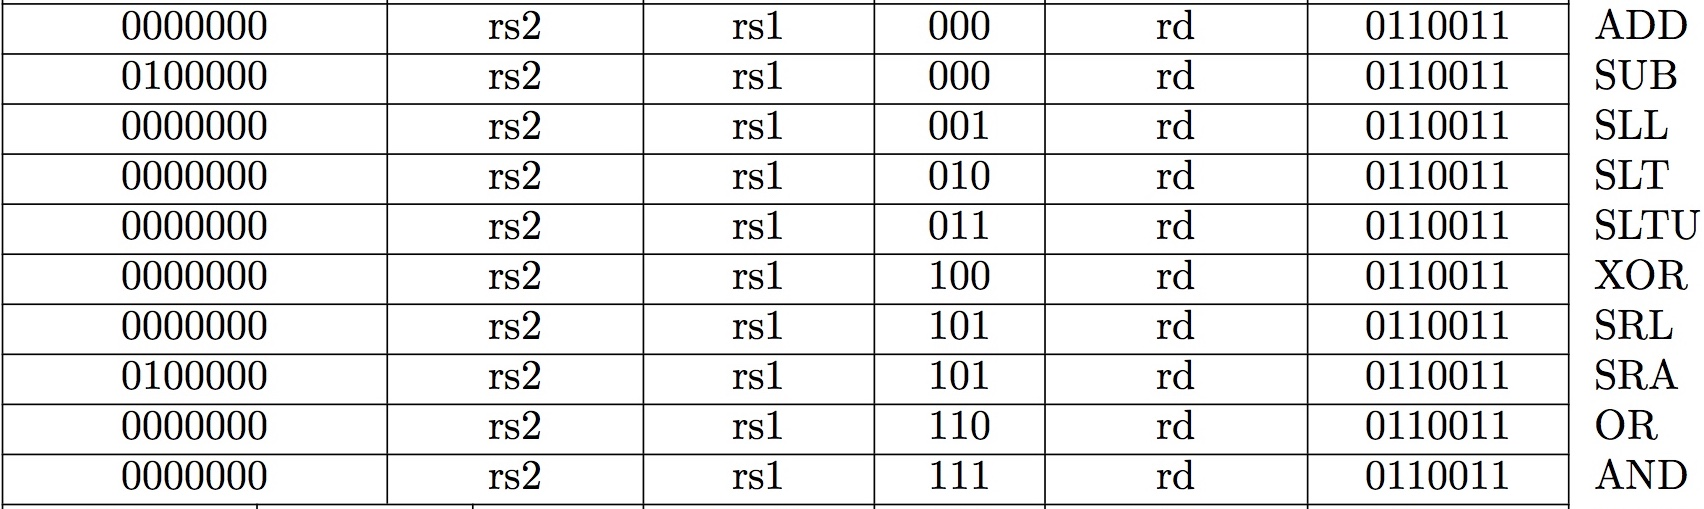 0000000 rs2 rs1 000 rd 0110011 ADD
0100000 rs2 rs1 000 rd 0110011 SUB
0000000 rs2 rs1 001 rd 0110011 SLL
0000000 rs2 rs1 010 rd 0110011 SLT
0000000 rs2 rs1 011 rd 0110011 SLTU
0000000 rs2 rs1 100 rd 0110011 XOR
0000000 rs2 rs1 101 rd 0110011 SRL
0100000 rs2 rs1 101 rd 0110011 SRA
0000000 rs2 rs1 110 rd 0110011 OR
0000000 rs2 rs1 111 rd 0110011 AND